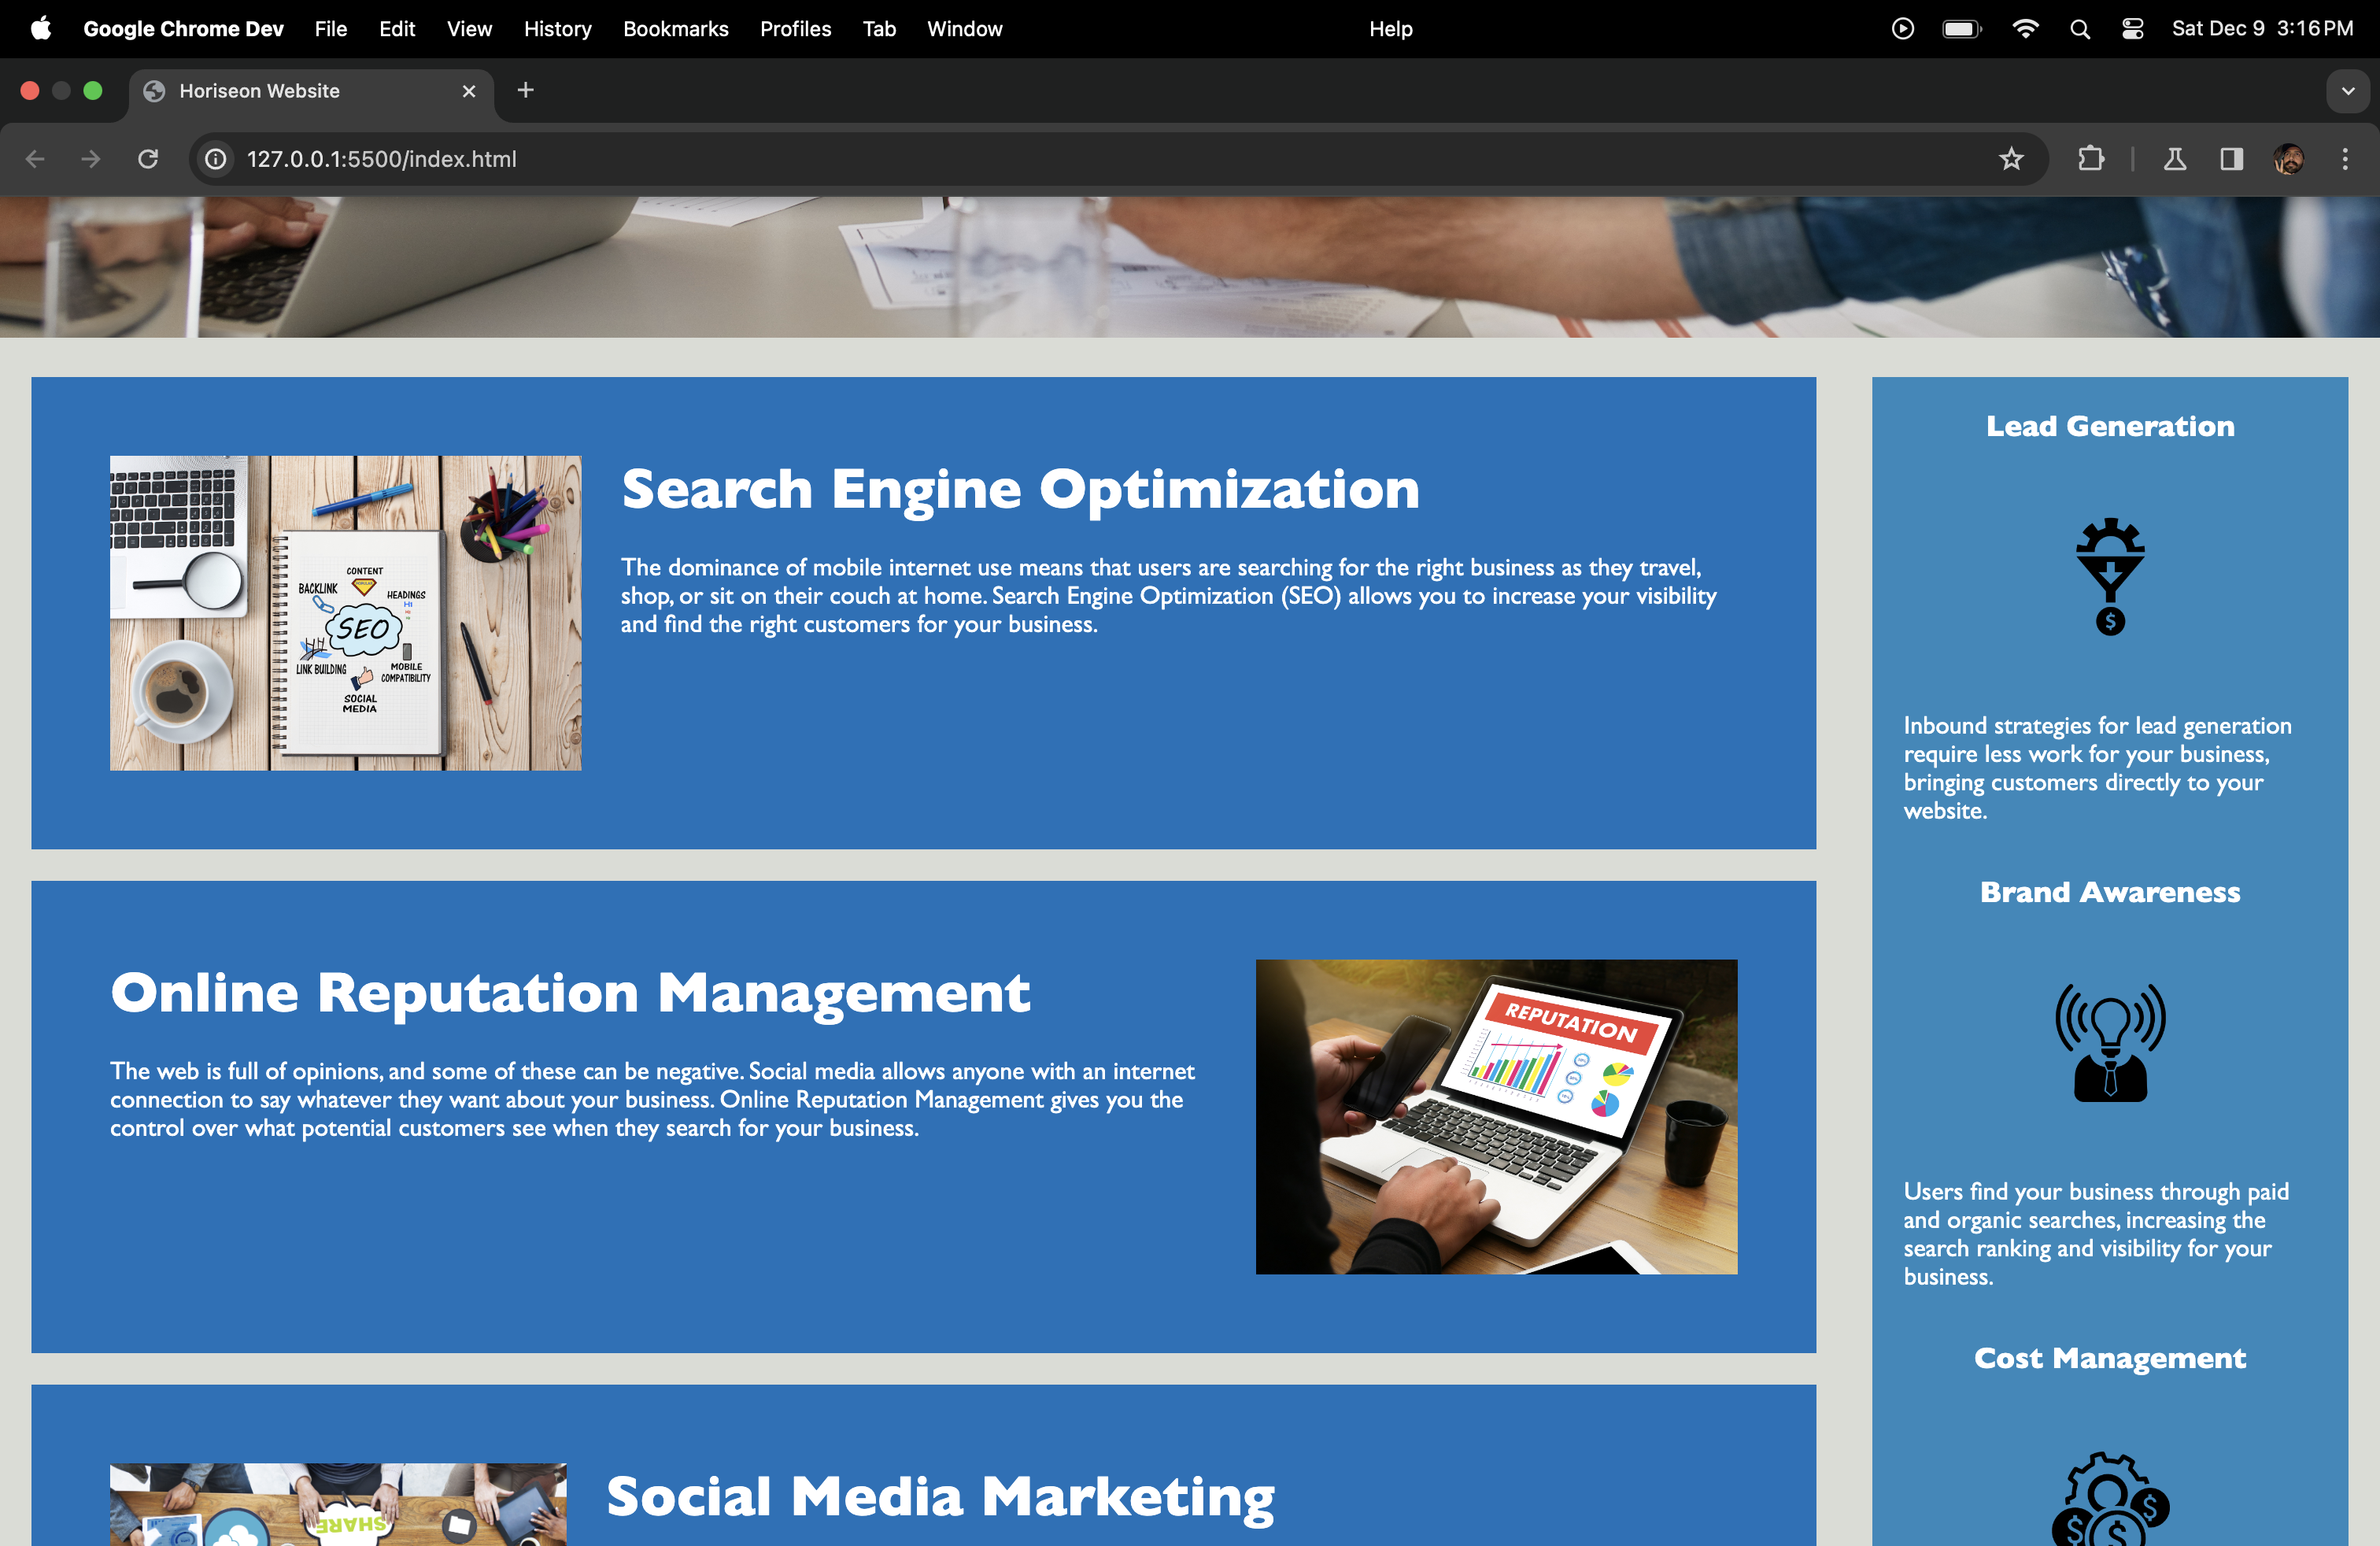 Google Chrome Dev File Edit View History Bookmarks Profiles Tab Window Help Sat Dec 9 3:16 PM
Horiseon Website
127.0.0.1:5500/index.html
Search Engine Optimization
The dominance of mobile internet use means that users are searching for the right business as they travel,
shop, or sit on their couch at home. Search Engine Optimization (SEO) allows you to increase your visibility
and find the right customers for your business.
CONTENT
BACKLINK
HEADINGS
H1
SEO
LINK BUILDING
MOBILE
COMPATIBILITY
SOCIAL
MEDIA
Online Reputation Management
The web is full of opinions, and some of these can be negative. Social media allows anyone with an internet
connection to say whatever they want about your business. Online Reputation Management gives you the
control over what potential customers see when they search for your business.
REPUTATION
Social Media Marketing
SHARE
Lead Generation
$
Inbound strategies for lead generation
require less work for your business,
bringing customers directly to your
website.
Brand Awareness
Users find your business through paid
and organic searches, increasing the
search ranking and visibility for your
business.
Cost Management
$
$
$